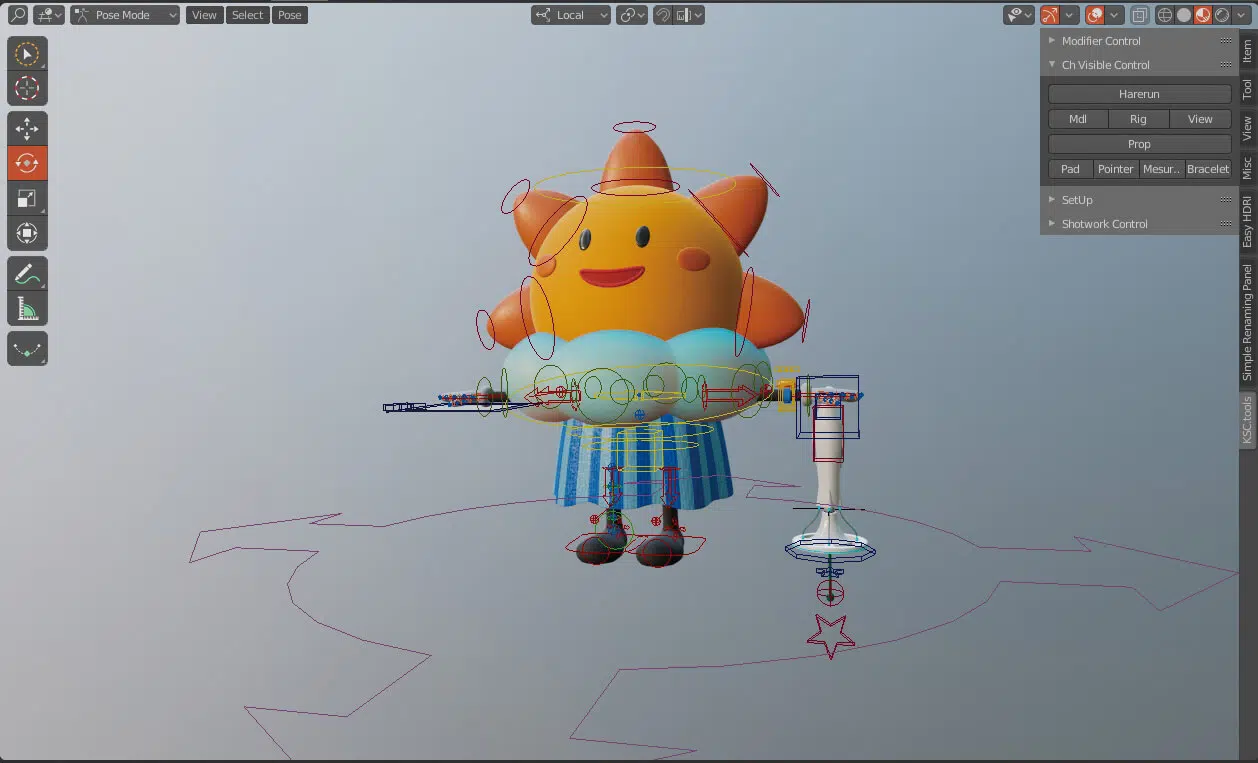 Pose Mode View Select Pose Local
Modifier Control
Ch Visible Control
Harerun
Mdl Rig View
Prop
Pad Pointer Mesur.. Bracelet
SetUp
Shotwork Control
Item
Tool
View
Misc
Easy HDRI
Simple Renaming Panel
KSC.tools